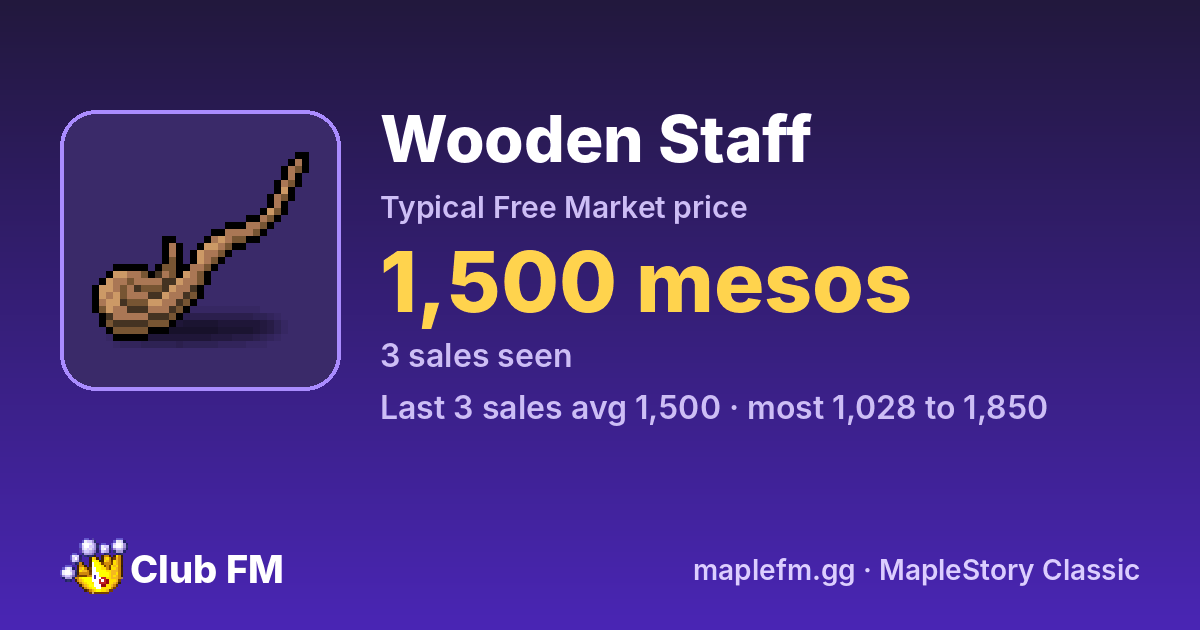 Wooden Staff
Typical Free Market price
1,500 mesos
3 sales seen
Last 3 sales avg 1,500 · most 1,028 to 1,850
Club FM
maplefm.gg · MapleStory Classic